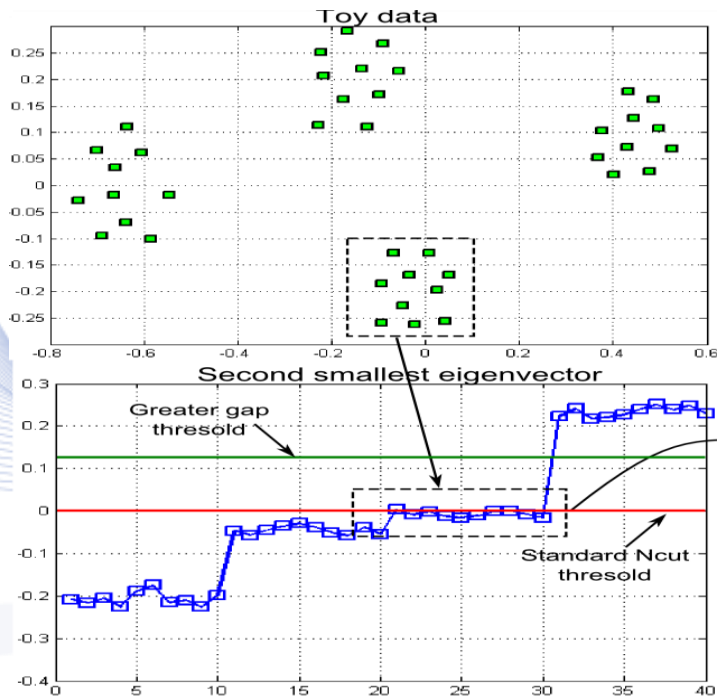 Toy data
0.25
0.2
0.15
0.1
0.05
0
-0.05
-0.1
-0.15
-0.2
-0.25
-0.8 -0.6 -0.4 -0.2 0 0.2 0.4 0.6
Second smallest eigenvector
0.3
0.2
0.1
0
-0.1
-0.2
-0.3
-0.4
Greater gap
thresold
Standard Ncut
thresold
0 5 10 15 20 25 30 35 40